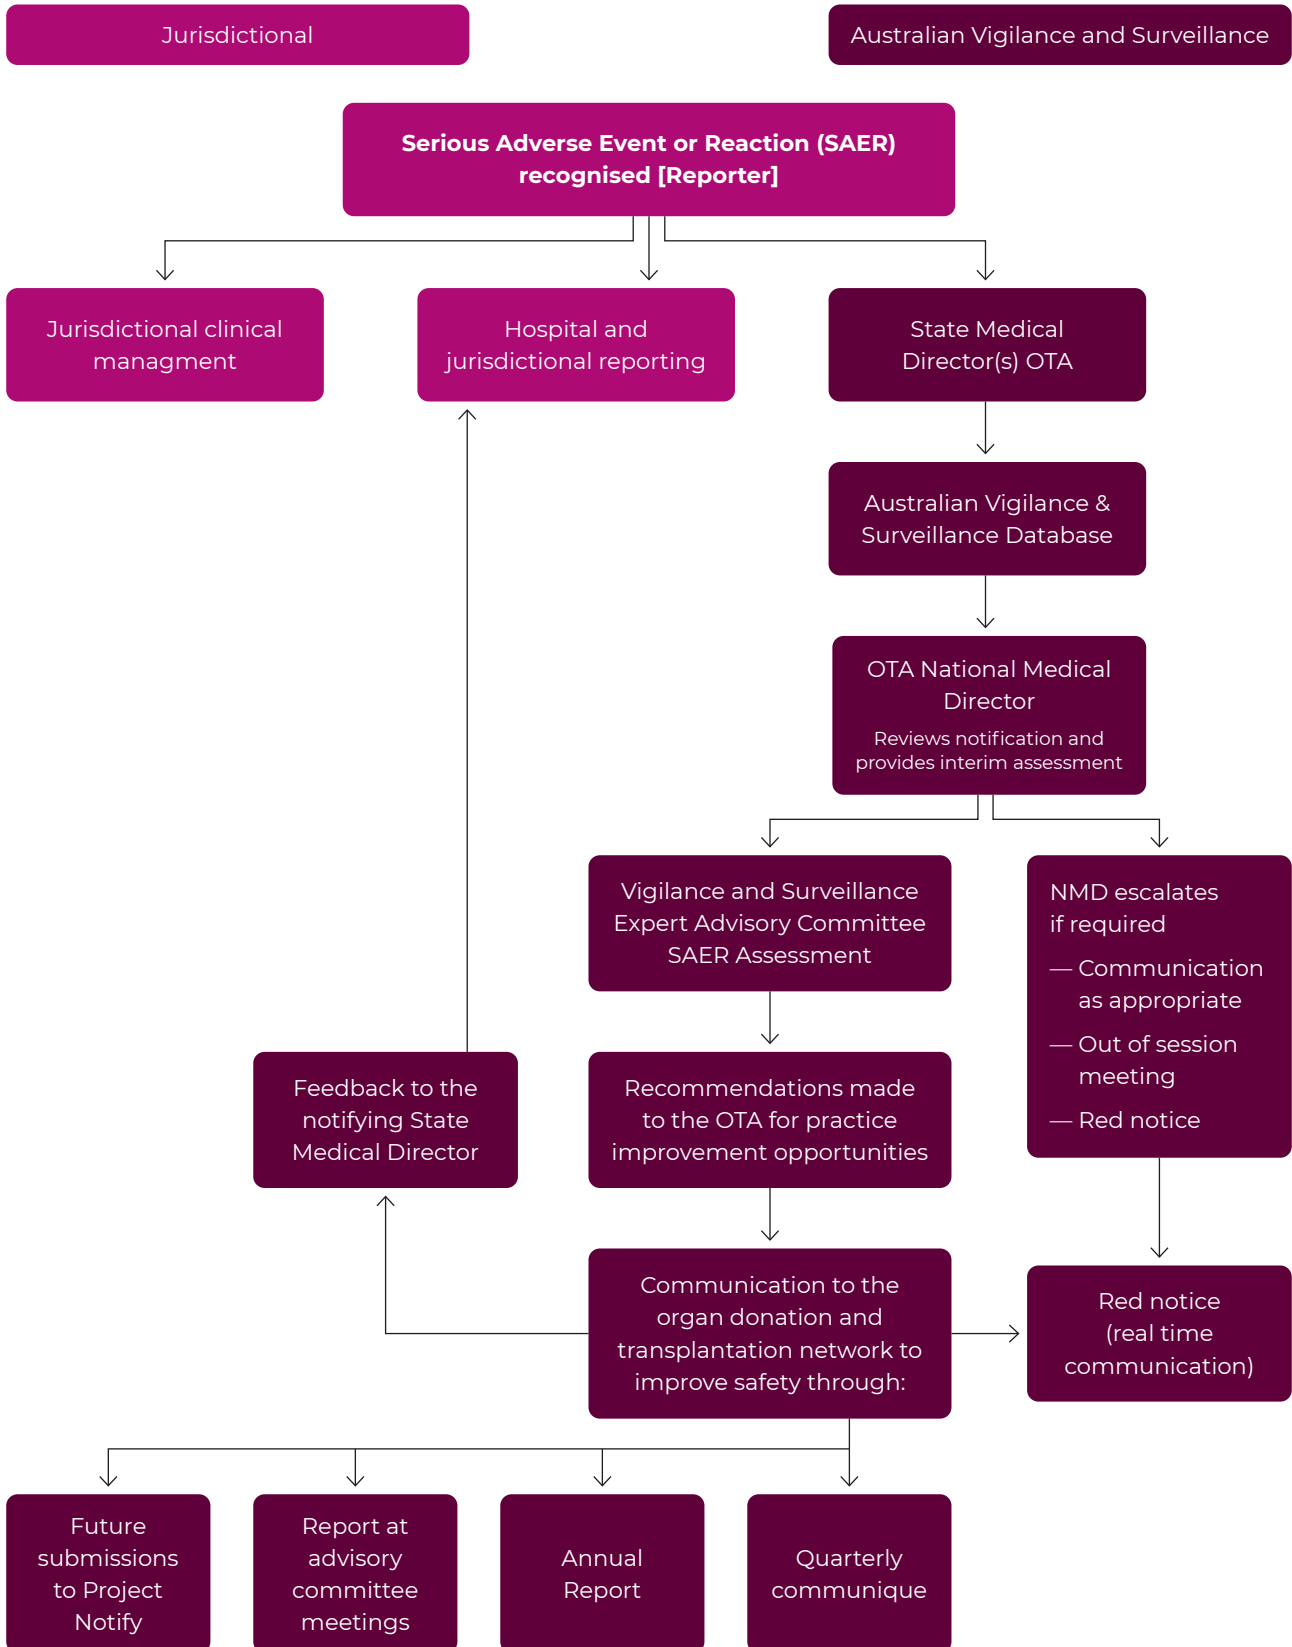 Jurisdictional
Australian Vigilance and Surveillance
Serious Adverse Event or Reaction (SAER)
recognised [Reporter]
Jurisdictional clinical
managment
Hospital and
jurisdictional reporting
State Medical
Director(s) OTA
Australian Vigilance &
Surveillance Database
OTA National Medical
Director
Reviews notification and
provides interim assessment
Vigilance and Surveillance
Expert Advisory Committee
SAER Assessment
NMD escalates
if required
— Communication
as appropriate
— Out of session
meeting
— Red notice
Feedback to the
notifying State
Medical Director
Recommendations made
to the OTA for practice
improvement opportunities
Communication to the
organ donation and
transplantation network to
improve safety through:
Red notice
(real time
communication)
Future
submissions
to Project
Notify
Report at
advisory
committee
meetings
Annual
Report
Quarterly
communique